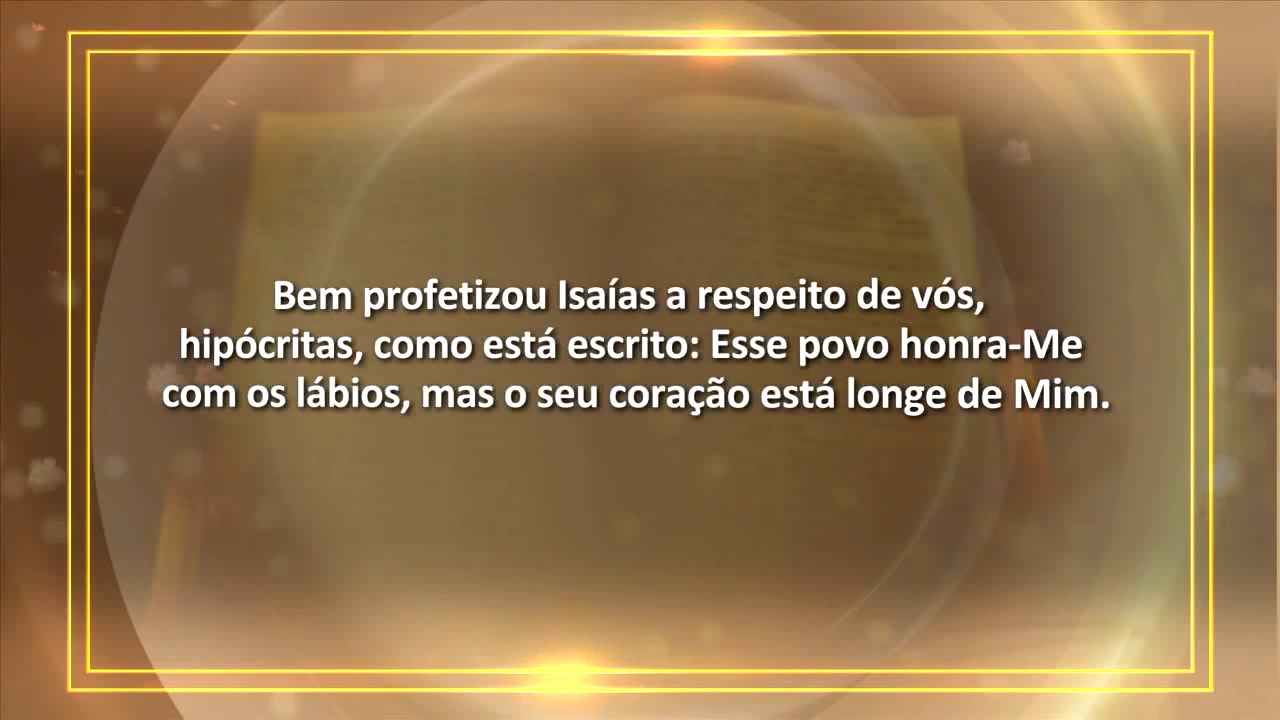 Bem profetizou Isaías a respeito de vós,
hipócritas, como está escrito: Esse povo honra-Me
com os lábios, mas o seu coração está longe de Mim.